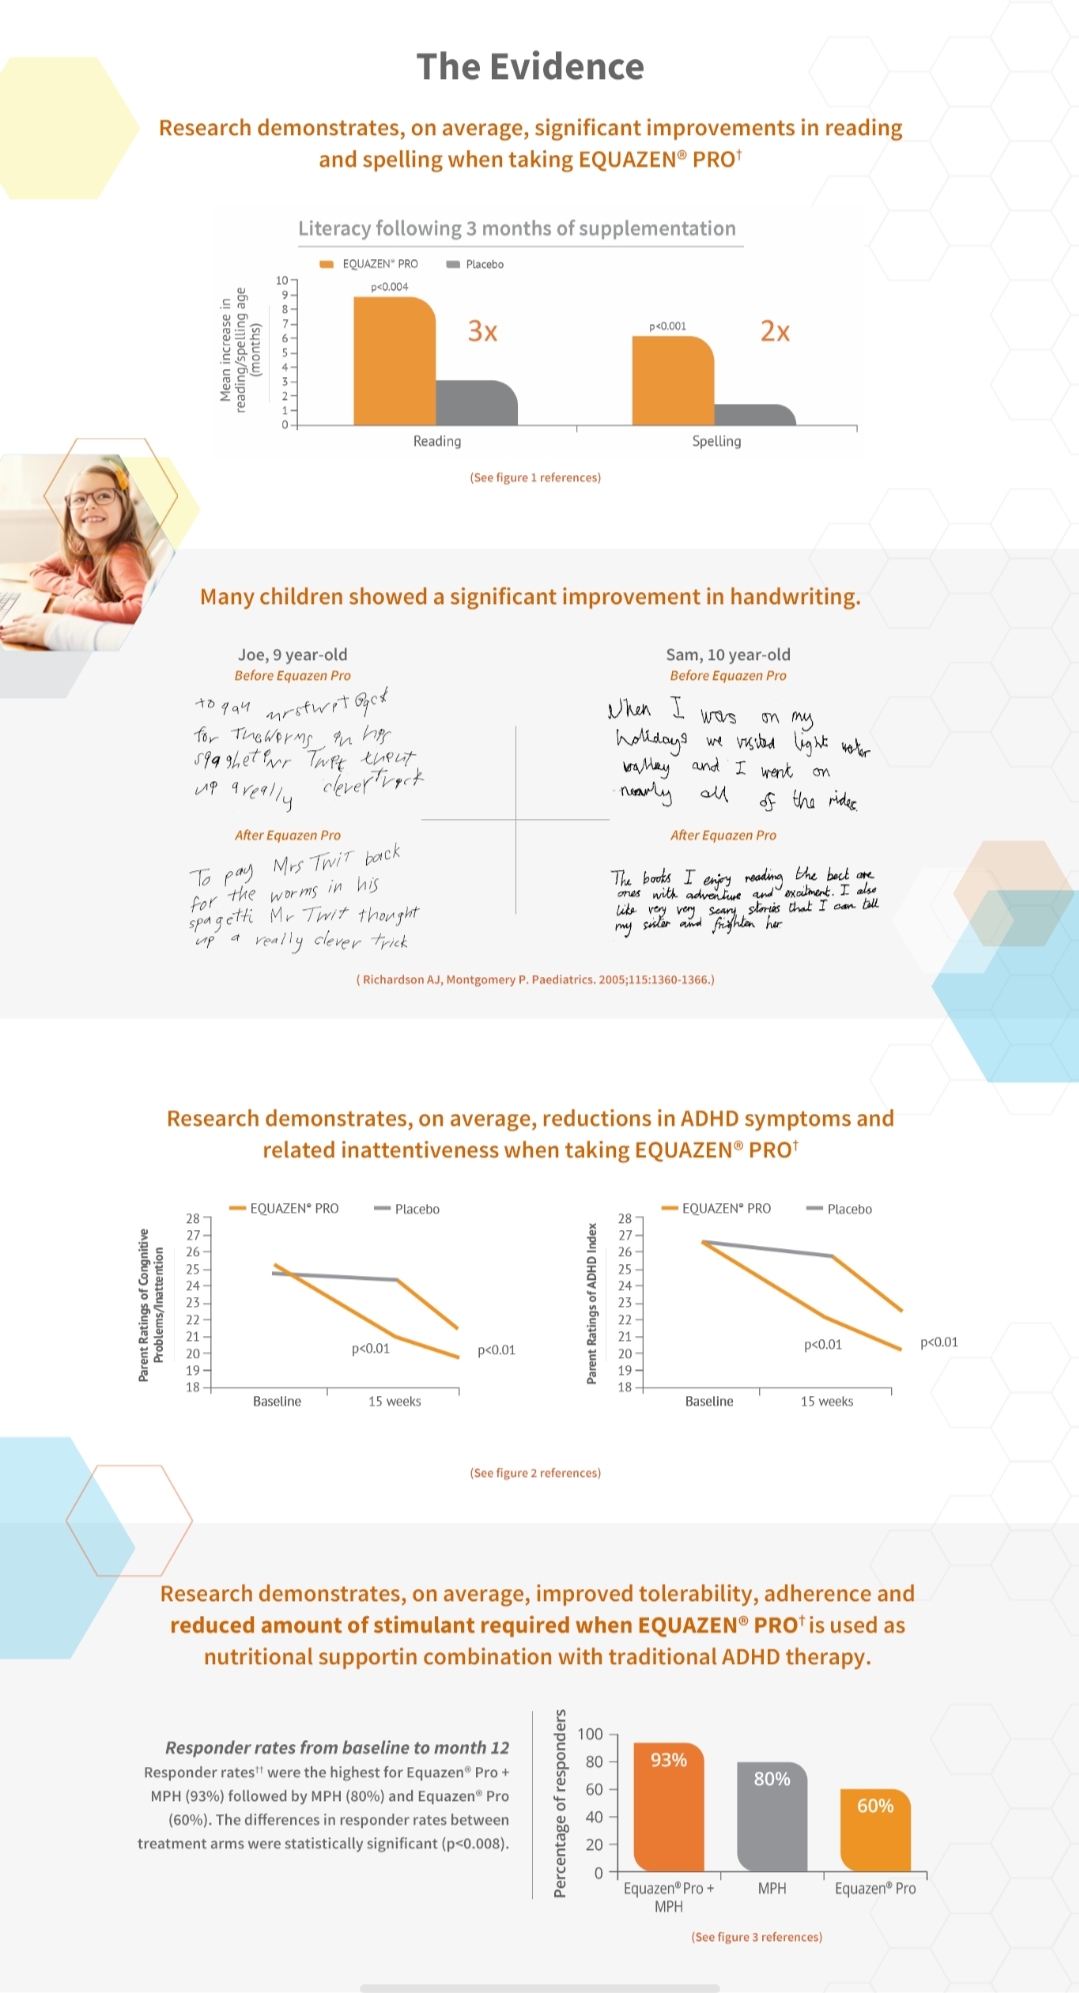 The Evidence
Research demonstrates, on average, significant improvements in reading
and spelling when taking EQUAZEN® PRO†
Literacy following 3 months of supplementation
EQUAZEN® PRO
Placebo
Mean increase in
reading/spelling age
(months)
10
9
8
7
6
5
4
3
2
1
0
p<0.004
3x
p<0.001
2x
Reading
Spelling
(See figure 1 references)
Many children showed a significant improvement in handwriting.
Joe, 9 year-old
Before Equazen Pro
for Theworms
up a really clever Track
After Equazen Pro
To pay Mrs Twit back
for the worms in his
spagetti Mr Twit thought
up a really clever trick
Sam, 10 year-old
Before Equazen Pro
When I was on my
holidays we visited light water
valley and I went on
nearly all of the rides
After Equazen Pro
The books I enjoy reading the best are
ones with adventure and excitment. I also
like very very scary stories that I can tell
my sister and frighten her
( Richardson AJ, Montgomery P. Paediatrics. 2005;115:1360-1366.)
Research demonstrates, on average, reductions in ADHD symptoms and
related inattentiveness when taking EQUAZEN® PRO†
EQUAZEN® PRO
Placebo
Parent Ratings of Congnitive
Problems/Inattention
28
27
26
25
24
23
22
21
20
19
18
p<0.01
p<0.01
Baseline
15 weeks
EQUAZEN® PRO
Placebo
Parent Ratings of ADHD Index
28
27
26
25
24
23
22
21
20
19
18
p<0.01
p<0.01
Baseline
15 weeks
(See figure 2 references)
Research demonstrates, on average, improved tolerability, adherence and
reduced amount of stimulant required when EQUAZEN® PRO† is used as
nutritional supportin combination with traditional ADHD therapy.
Responder rates from baseline to month 12
Responder rates†† were the highest for Equazen® Pro +
MPH (93%) followed by MPH (80%) and Equazen® Pro
(60%). The differences in responder rates between
treatment arms were statistically significant (p<0.008).
Percentage of responders
100
80
60
40
20
0
93%
80%
60%
Equazen® Pro +
MPH
MPH
Equazen® Pro
(See figure 3 references)